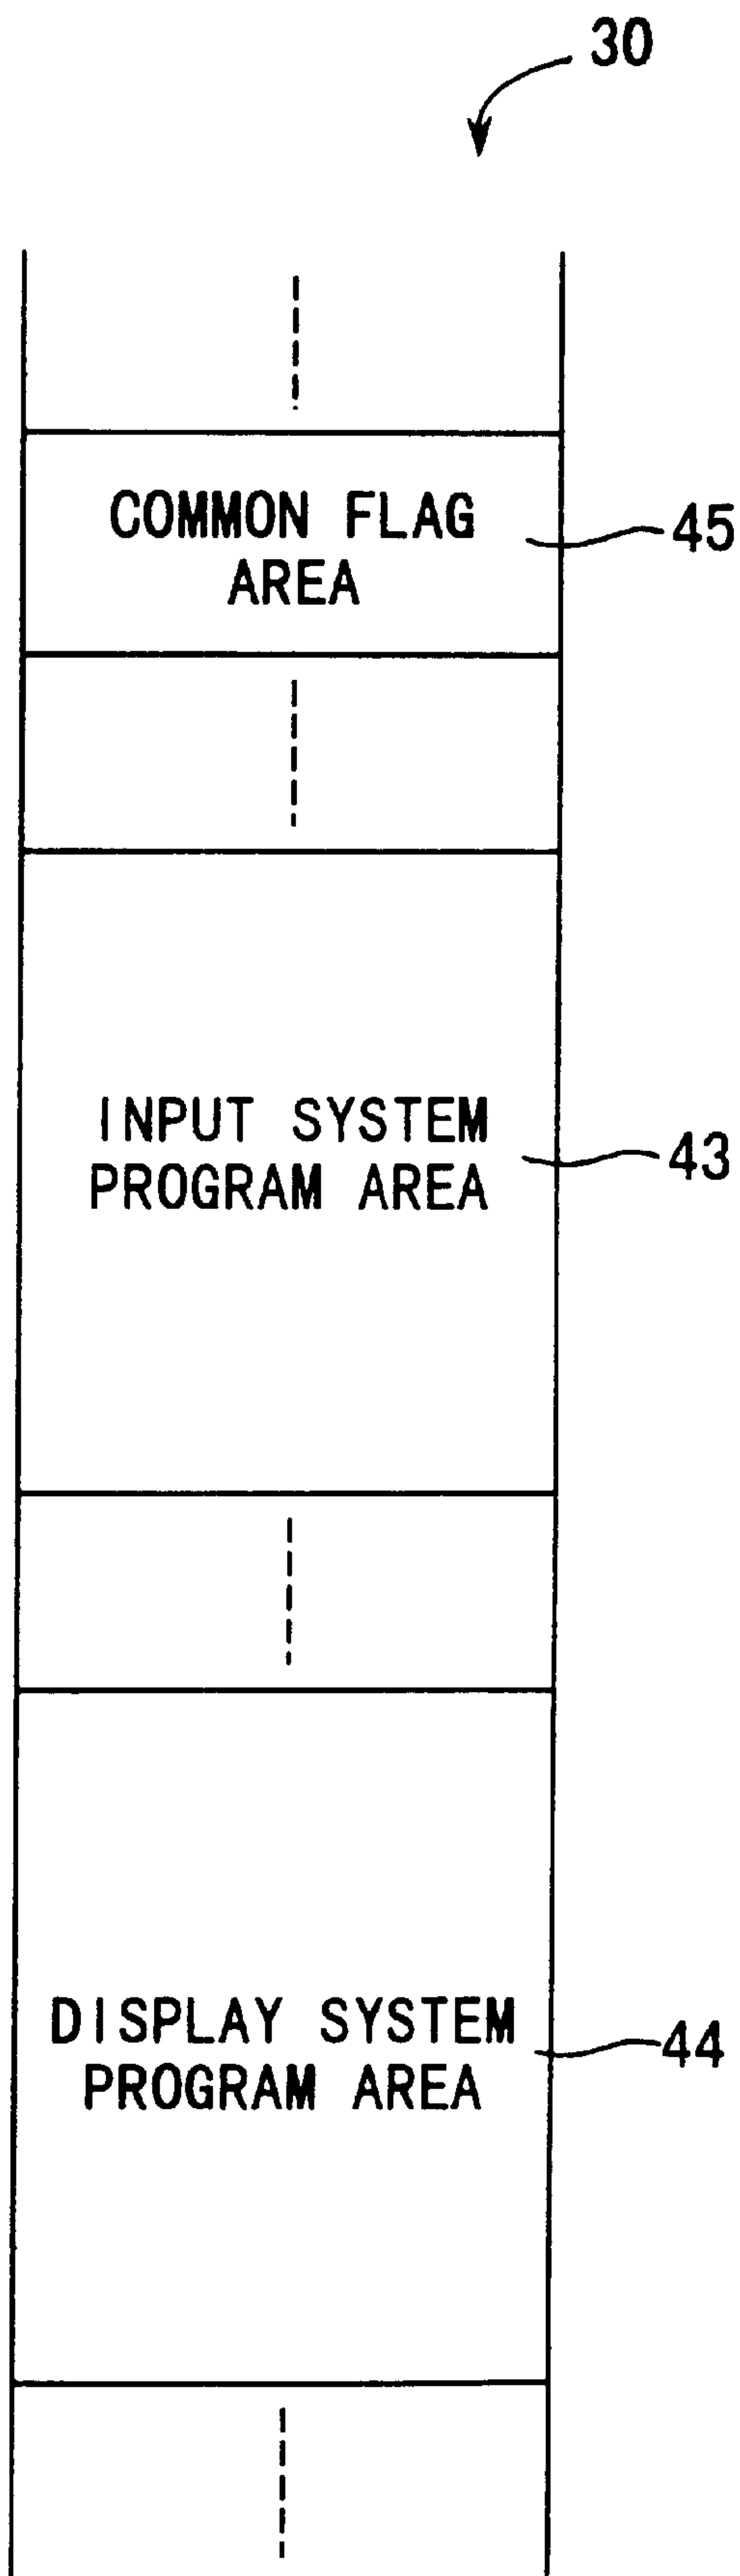 30
COMMON FLAG
AREA
45
INPUT SYSTEM
PROGRAM AREA
43
DISPLAY SYSTEM
PROGRAM AREA
44